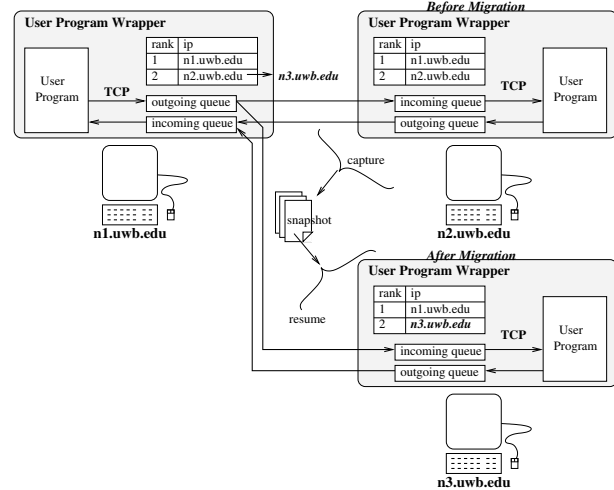 Before Migration
User Program Wrapper
User Program Wrapper
rank ip
1 n1.uwb.edu
2 n2.uwb.edu
n3.uwb.edu
User
Program
TCP
outgoing queue
incoming queue
rank ip
1 n1.uwb.edu
2 n2.uwb.edu
TCP
incoming queue
outgoing queue
User
Program
capture
snapshot
resume
n1.uwb.edu
n2.uwb.edu
After Migration
User Program Wrapper
rank ip
1 n1.uwb.edu
2 n3.uwb.edu
TCP
incoming queue
outgoing queue
User
Program
n3.uwb.edu